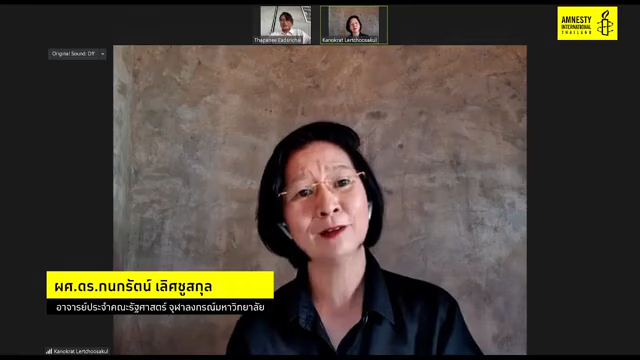 Thapanee Eadsrichai
Kanokrat Lertchoosakul
AMNESTY
INTERNATIONAL
THAILAND
Original Sound: Off
ผศ.ดร.กนกรัตน์ เลิศชูสกุล
อาจารย์ประจำคณะรัฐศาสตร์ จุฬาลงกรณ์มหาวิทยาลัย
Kanokrat Lertchoosakul